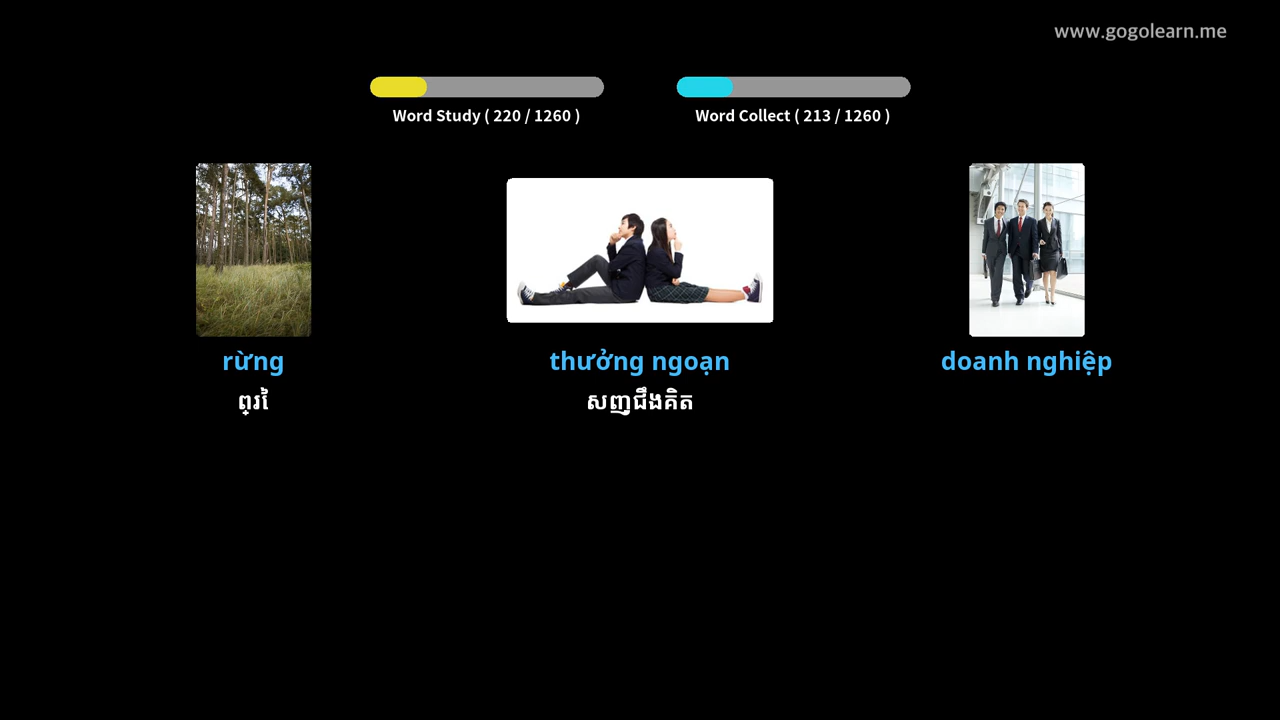 www.gogolearn.me
Word Study ( 220 / 1260 )
Word Collect ( 213 / 1260 )
rừng
thưởng ngoạn
doanh nghiệp
ព្រៃ
សញ្ជឹងគិត